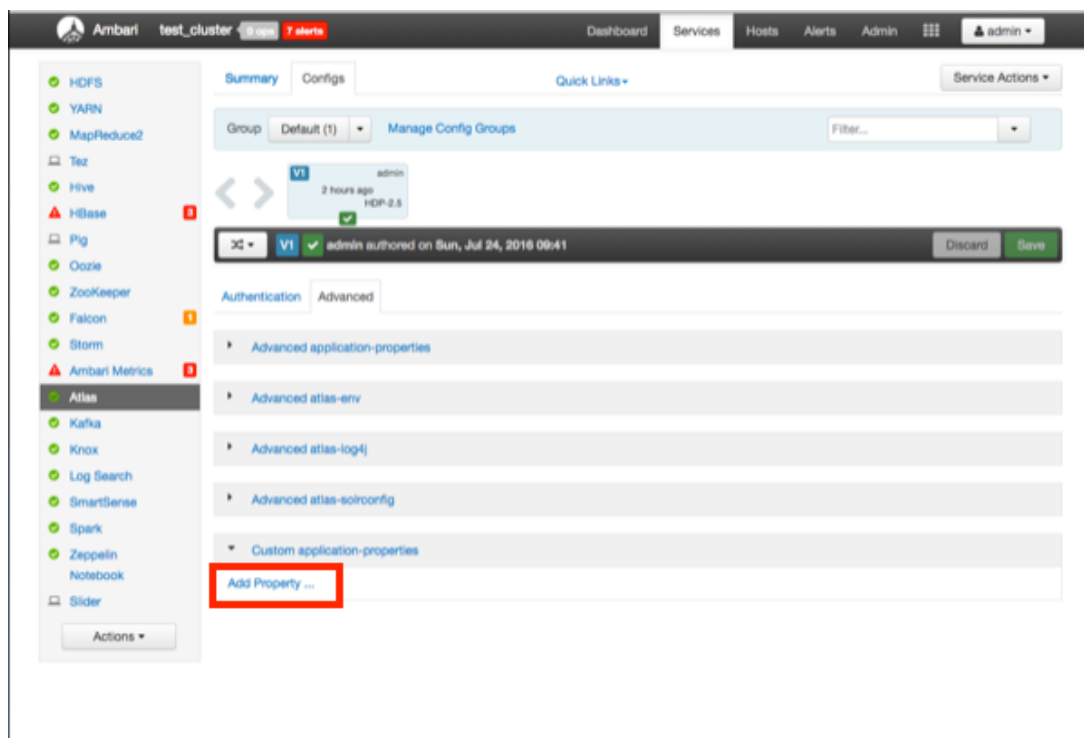 Ambari test_cluster 0 ops 7 alerts Dashboard Services Hosts Alerts Admin admin
HDFS
YARN
MapReduce2
Tez
Hive
HBase 3
Pig
Oozie
ZooKeeper
Falcon 1
Storm
Ambari Metrics 3
Atlas
Kafka
Knox
Log Search
SmartSense
Spark
Zeppelin
Notebook
Slider
Actions
Summary Configs Quick Links Service Actions
Group Default (1) Manage Config Groups Filter...
V1 admin
2 hours ago
HDP-2.5
V1 admin authored on Sun, Jul 24, 2016 09:41 Discard Save
Authentication Advanced
Advanced application-properties
Advanced atlas-env
Advanced atlas-log4j
Advanced atlas-solrconfig
Custom application-properties
Add Property ...